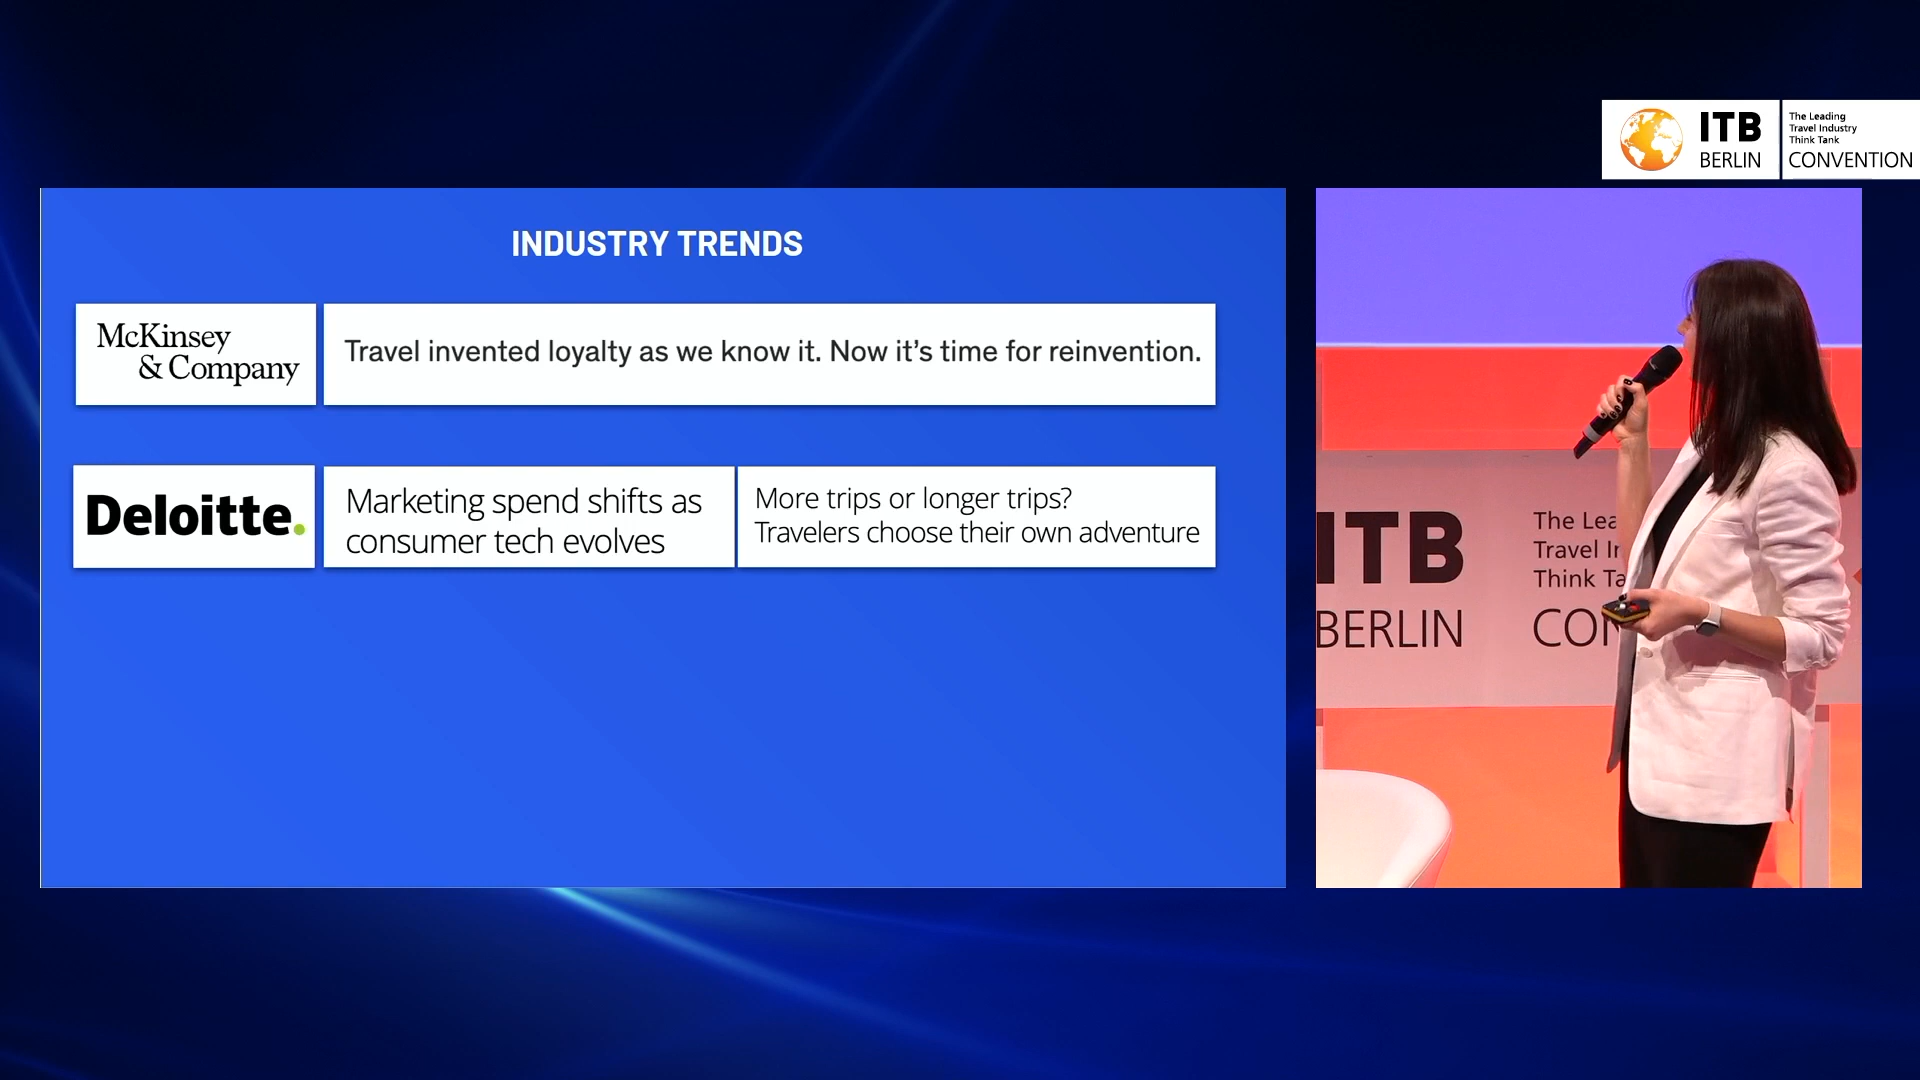 ITB
BERLIN
The Leading
Travel Industry
Think Tank
CONVENTION
INDUSTRY TRENDS
McKinsey
& Company
Travel invented loyalty as we know it. Now it’s time for reinvention.
Deloitte.
Marketing spend shifts as
consumer tech evolves
More trips or longer trips?
Travelers choose their own adventure
ITB
BERLIN
The Lea
Travel I
Think Ta
CON